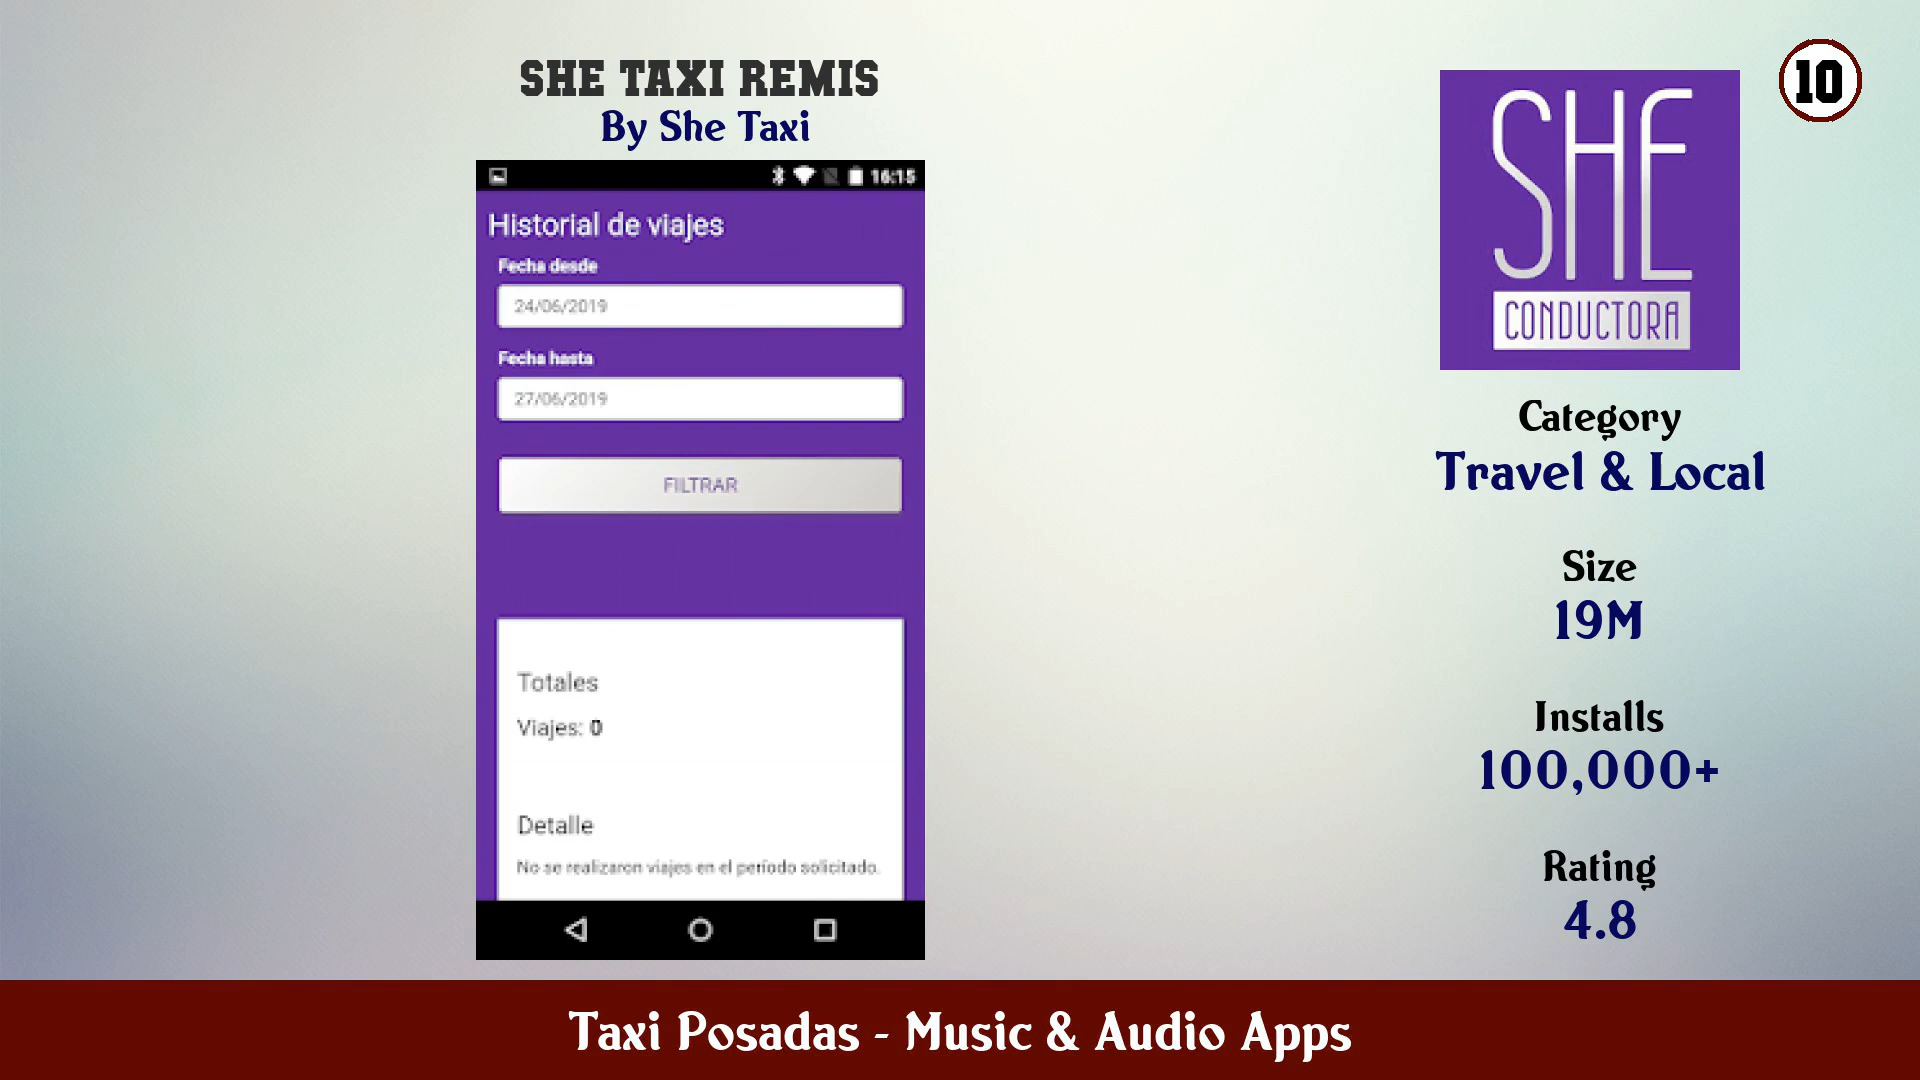 SHE TAXI REMIS
By She Taxi
16:15
Historial de viajes
Fecha desde
24/06/2019
Fecha hasta
27/06/2019
FILTRAR
Totales
Viajes: 0
Detalle
No se realizaron viajes en el período solicitado.
10
SHE
CONDUCTORA
Category
Travel & Local
Size
19M
Installs
100,000+
Rating
4.8
Taxi Posadas - Music & Audio Apps